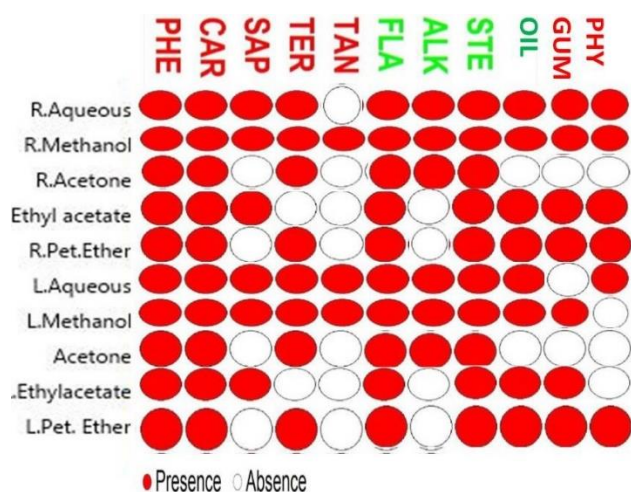 PHE CAR SAP TER TAN FLA ALK STE OIL GUM PHY
R.Aqueous
R.Methanol
R.Acetone
Ethyl acetate
R.Pet.Ether
L.Aqueous
L.Methanol
Acetone
.Ethylacetate
L.Pet. Ether
Presence Absence